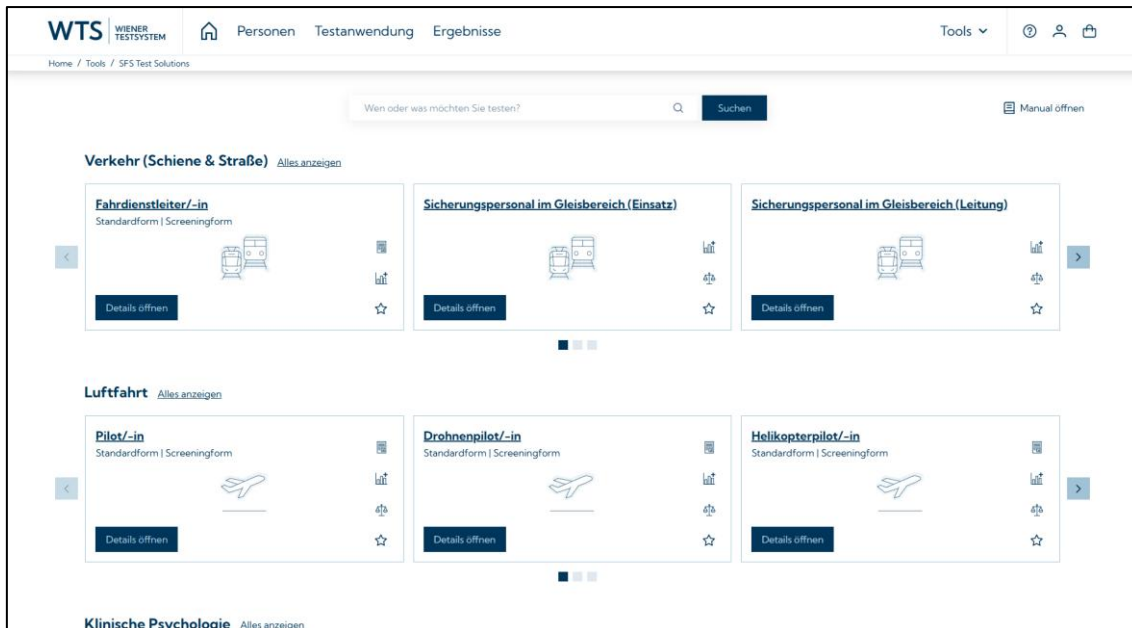 WTS WIENER TESTSYSTEM Personen Testanwendung Ergebnisse Tools
Home / Tools / SFS Test Solutions
Wen oder was möchten Sie testen? Suchen Manual öffnen
Verkehr (Schiene & Straße) Alles anzeigen
Fahrdienstleiter/-in
Standardform | Screeningform
Details öffnen
Sicherungspersonal im Gleisbereich (Einsatz)
Details öffnen
Sicherungspersonal im Gleisbereich (Leitung)
Details öffnen
Luftfahrt Alles anzeigen
Pilot/-in
Standardform | Screeningform
Details öffnen
Drohnenpilot/-in
Standardform | Screeningform
Details öffnen
Helikopterpilot/-in
Standardform | Screeningform
Details öffnen
Klinische Psychologie Alles anzeigen